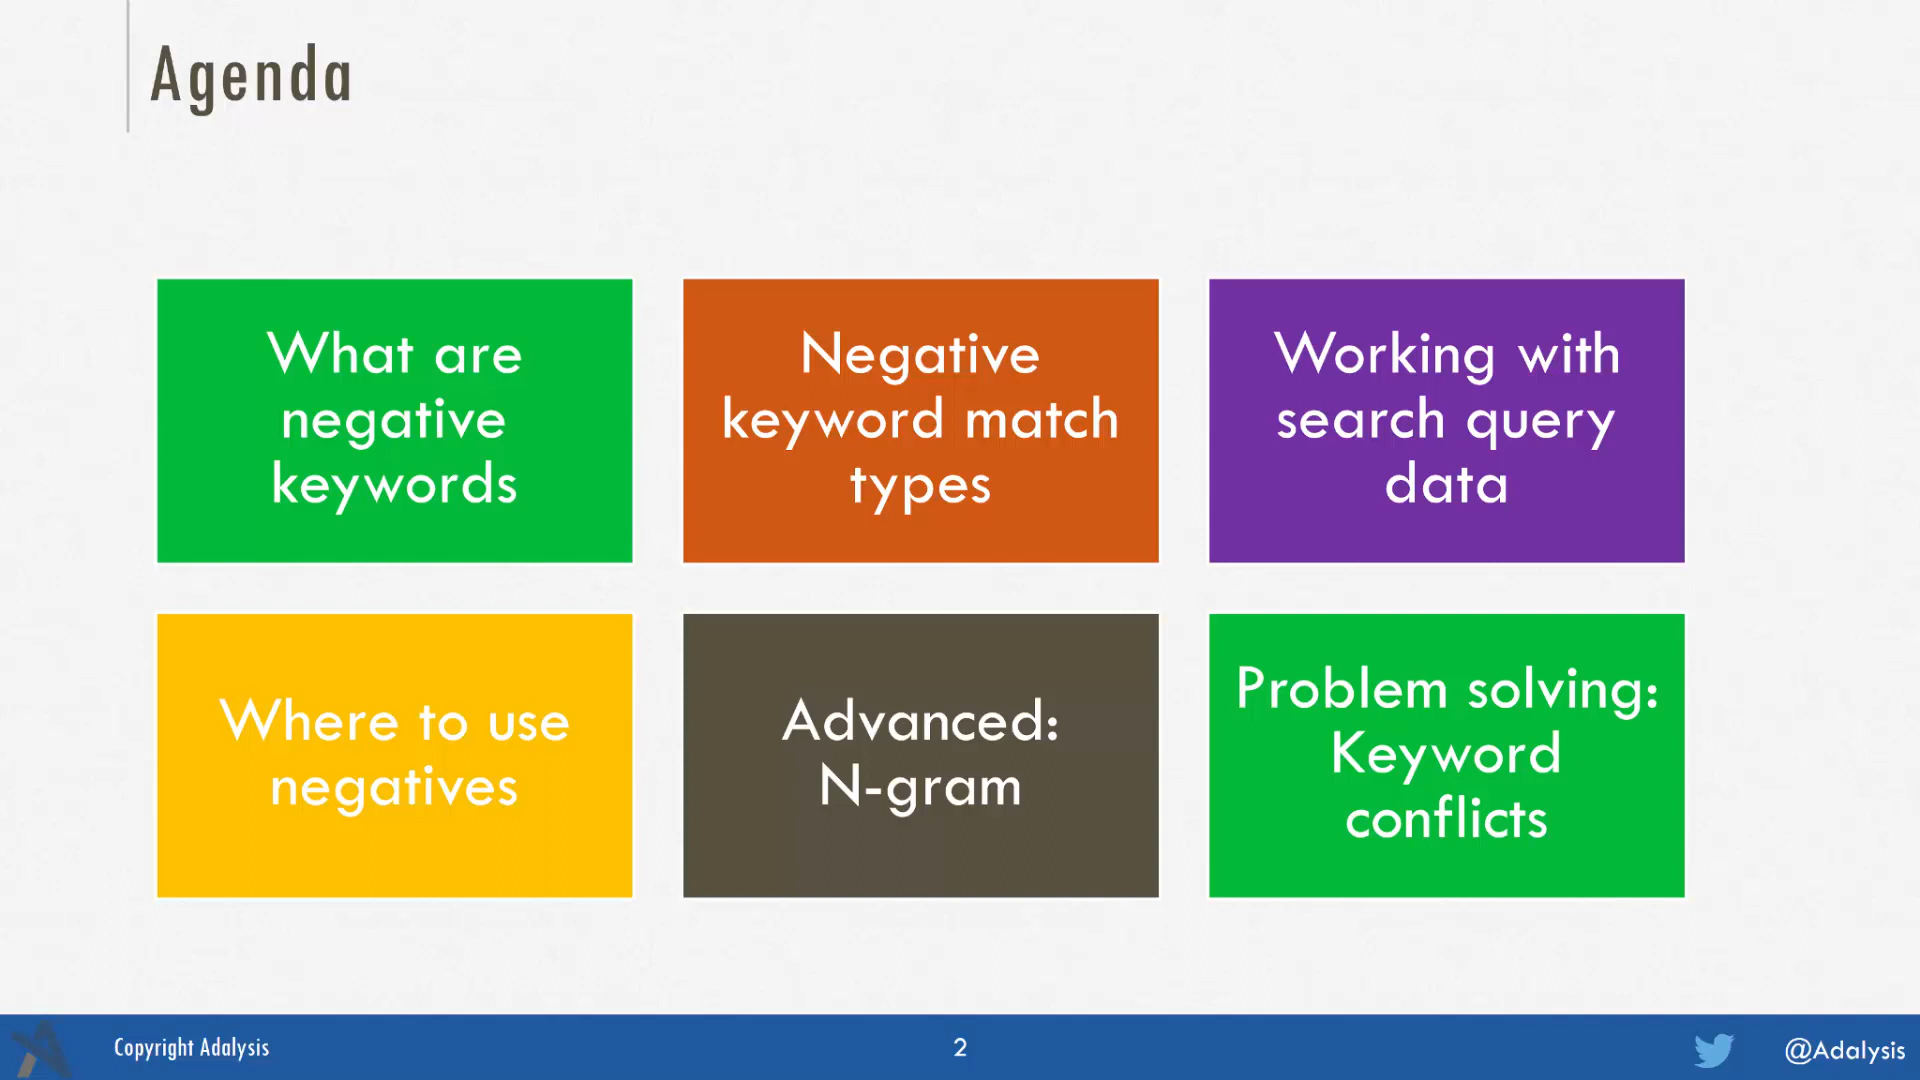 Agenda
What are
negative
keywords
Negative
keyword match
types
Working with
search query
data
Where to use
negatives
Advanced:
N-gram
Problem solving:
Keyword
conflicts
Copyright Adalysis
2
@Adalysis